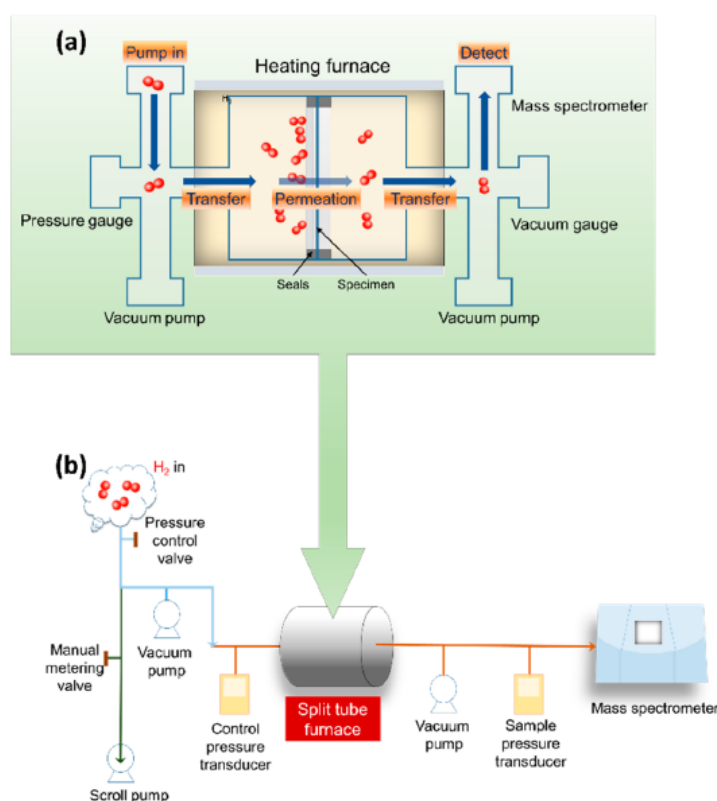 (a)
Pump in
Detect
Heating furnace
Mass spectrometer
H₂
Transfer
Permeation
Transfer
Pressure gauge
Vacuum gauge
Seals
Specimen
Vacuum pump
Vacuum pump
(b)
H₂ in
Pressure
control
valve
Manual
metering
valve
Vacuum
pump
Split tube
furnace
Control
pressure
transducer
Vacuum
pump
Sample
pressure
transducer
Mass spectrometer
Scroll pump